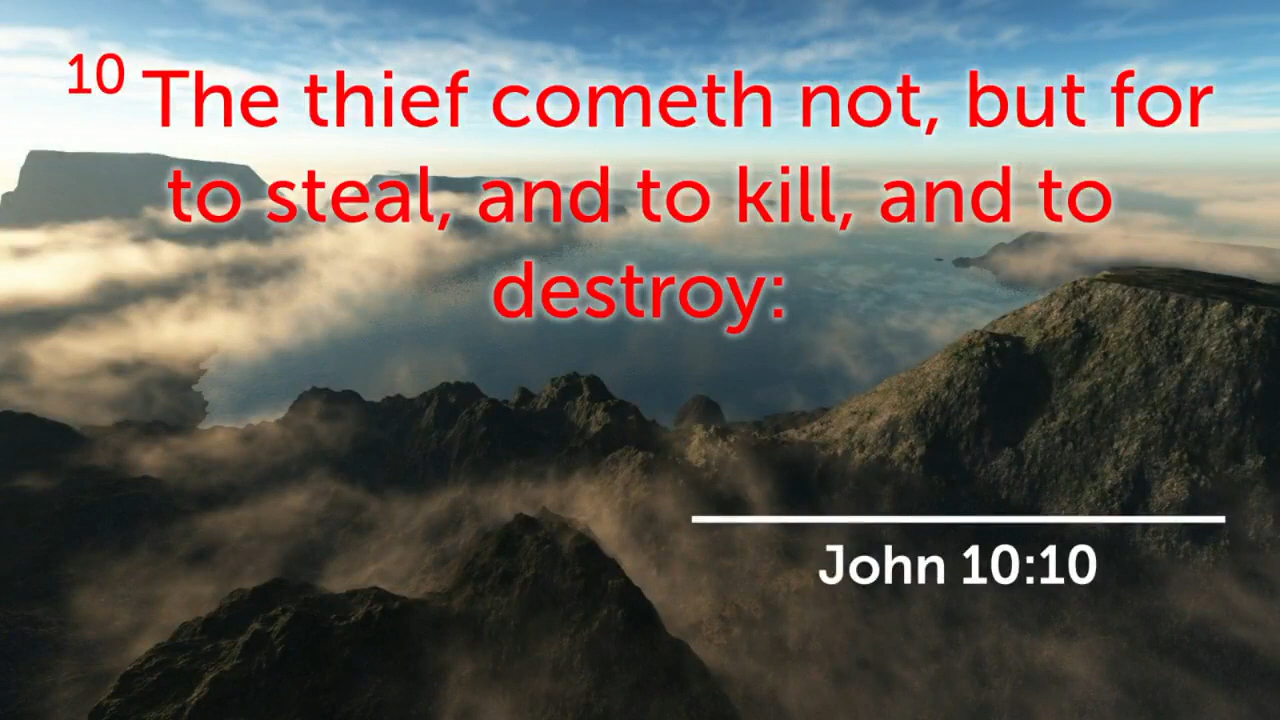 10 The thief cometh not, but for
to steal, and to kill, and to
destroy:
John 10:10